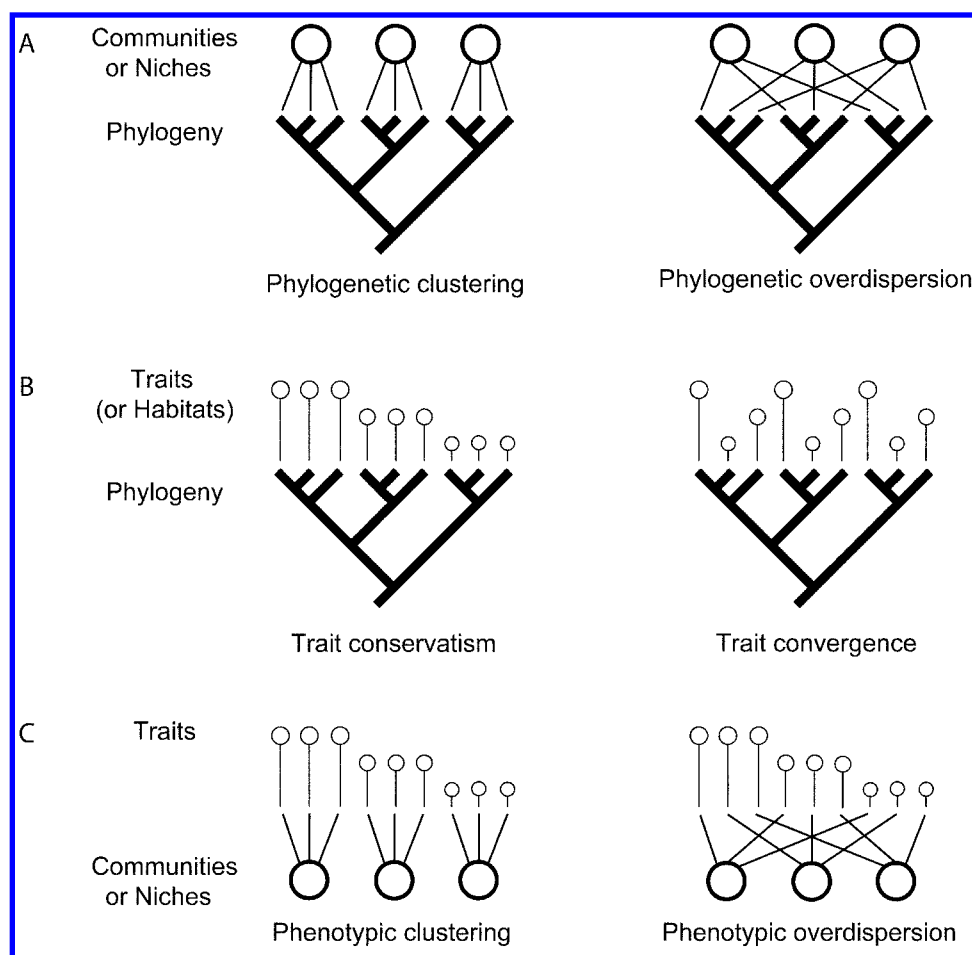 A
Communities
or Niches
Phylogeny
Phylogenetic clustering
Phylogenetic overdispersion
B
Traits
(or Habitats)
Phylogeny
Trait conservatism
Trait convergence
C
Traits
Communities
or Niches
Phenotypic clustering
Phenotypic overdispersion